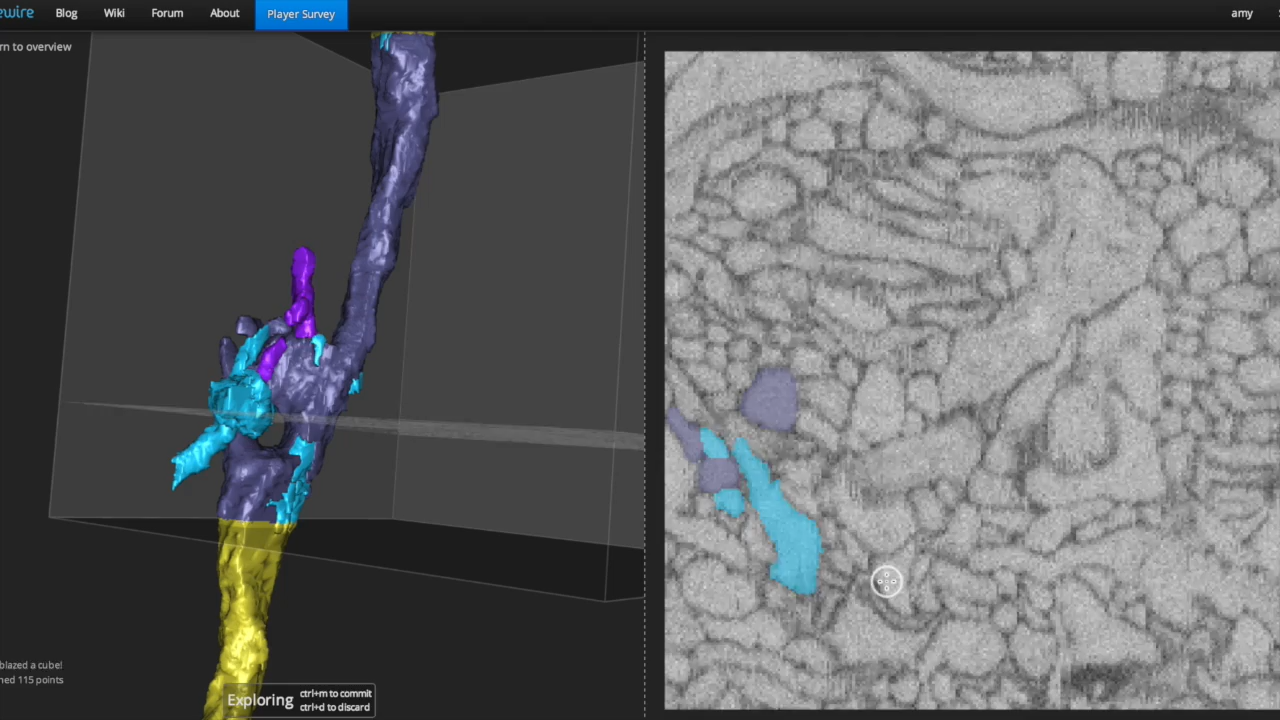 ewire Blog Wiki Forum About Player Survey amy
rn to overview
blazed a cube!
ned 115 points
Exploring ctrl+m to commit
ctrl+d to discard